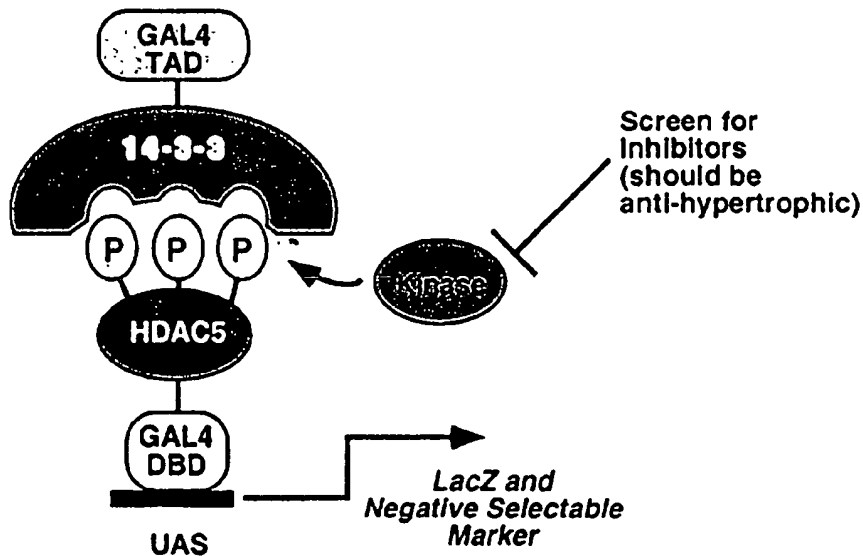 GAL4
TAD
14-3-3
Screen for
Inhibitors
(should be
anti-hypertrophic)
P P P
Kinase
HDAC5
GAL4
DBD
LacZ and
Negative Selectable
Marker
UAS